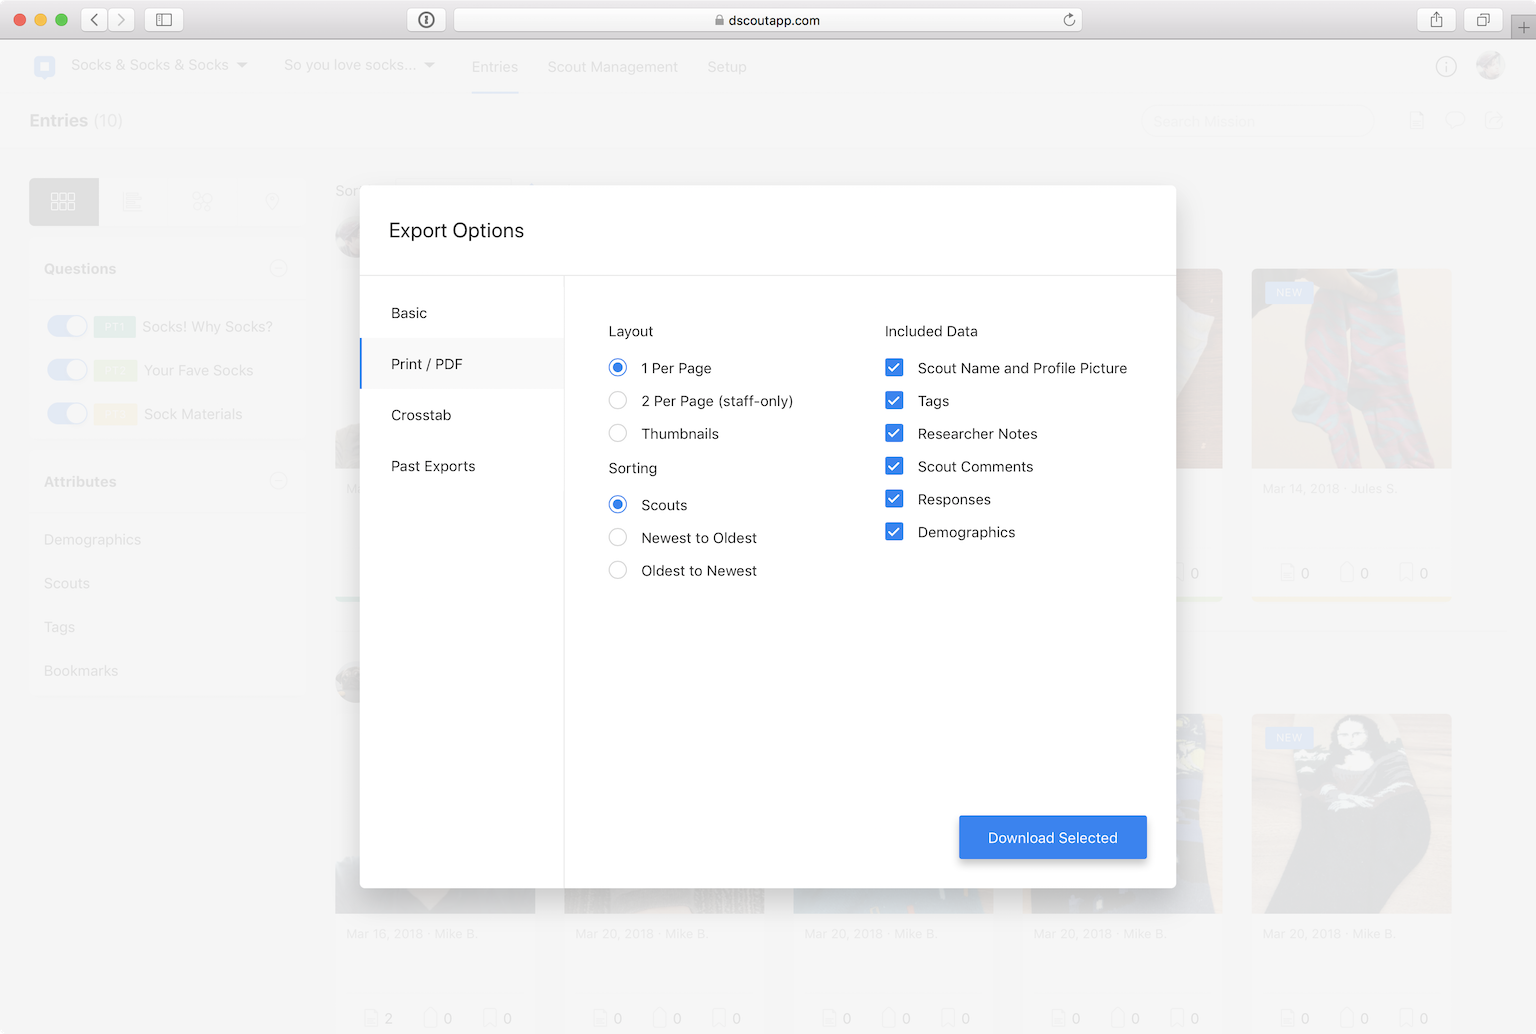 dscoutapp.com
Socks & Socks & Socks
So you love socks...
Entries
Scout Management
Setup
Entries (10)
Search Mission
Export Options
Basic
Print / PDF
Crosstab
Past Exports
Layout
1 Per Page
2 Per Page (staff-only)
Thumbnails
Sorting
Scouts
Newest to Oldest
Oldest to Newest
Included Data
Scout Name and Profile Picture
Tags
Researcher Notes
Scout Comments
Responses
Demographics
Download Selected
Questions
PT1 Socks! Why Socks?
Your Fave Socks
Sock Materials
Attributes
Demographics
Scouts
Tags
Bookmarks
NEW
Mar 14, 2018 · Jules S.
0
0 0 0
NEW
Mar 16, 2018 · Mike B.
Mar 20, 2018 · Mike B.
Mar 20, 2018 · Mike B.
Mar 20, 2018 · Mike B.
Mar 20, 2018 · Mike B.
2 0 0
0 0 0
0 0 0
0 0 0
0 0 0